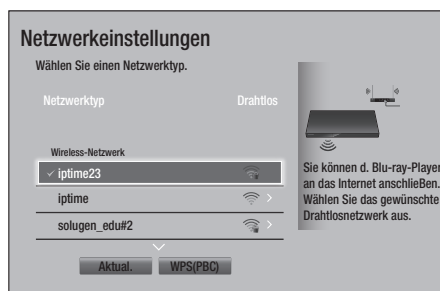 Netzwerkeinstellungen
Wählen Sie einen Netzwerktyp.
Netzwerktyp Drahtlos
Wireless-Netzwerk
iptime23
iptime
solugen_edu#2
Aktual. WPS(PBC)
Sie können d. Blu-ray-Player
an das Internet anschließen.
Wählen Sie das gewünschte
Drahtlosnetzwerk aus.